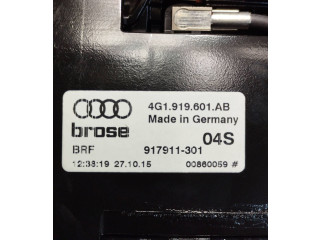 4G1.919.601.AB
Made in Germany
brose 04S
BRF 917911-301
12:38:19 27.10.15 00860059 #